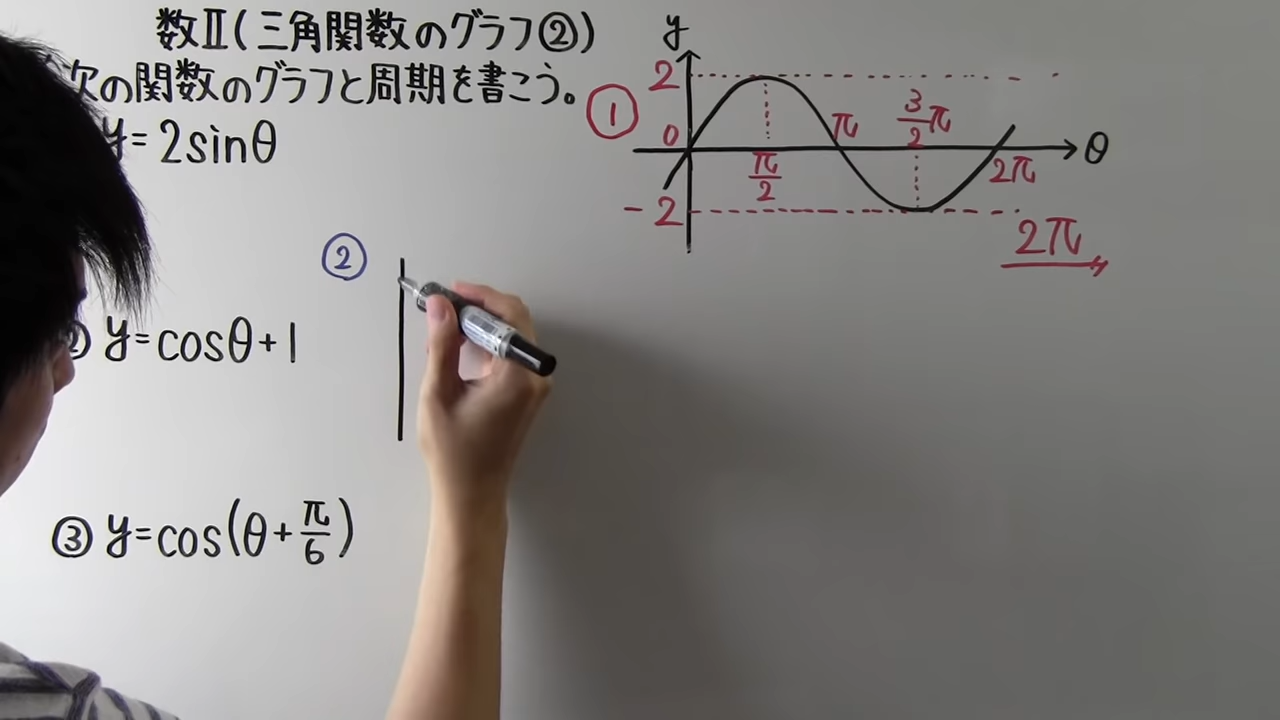 数Ⅱ(三角関数のグラフ②)
次の関数のグラフと周期を書こう。
y=2sinθ
② y=cosθ+1
③ y=cos(θ+π/6)
①
y
2
0
-2
π/2
π
3/2 π
2π
θ
2π
②